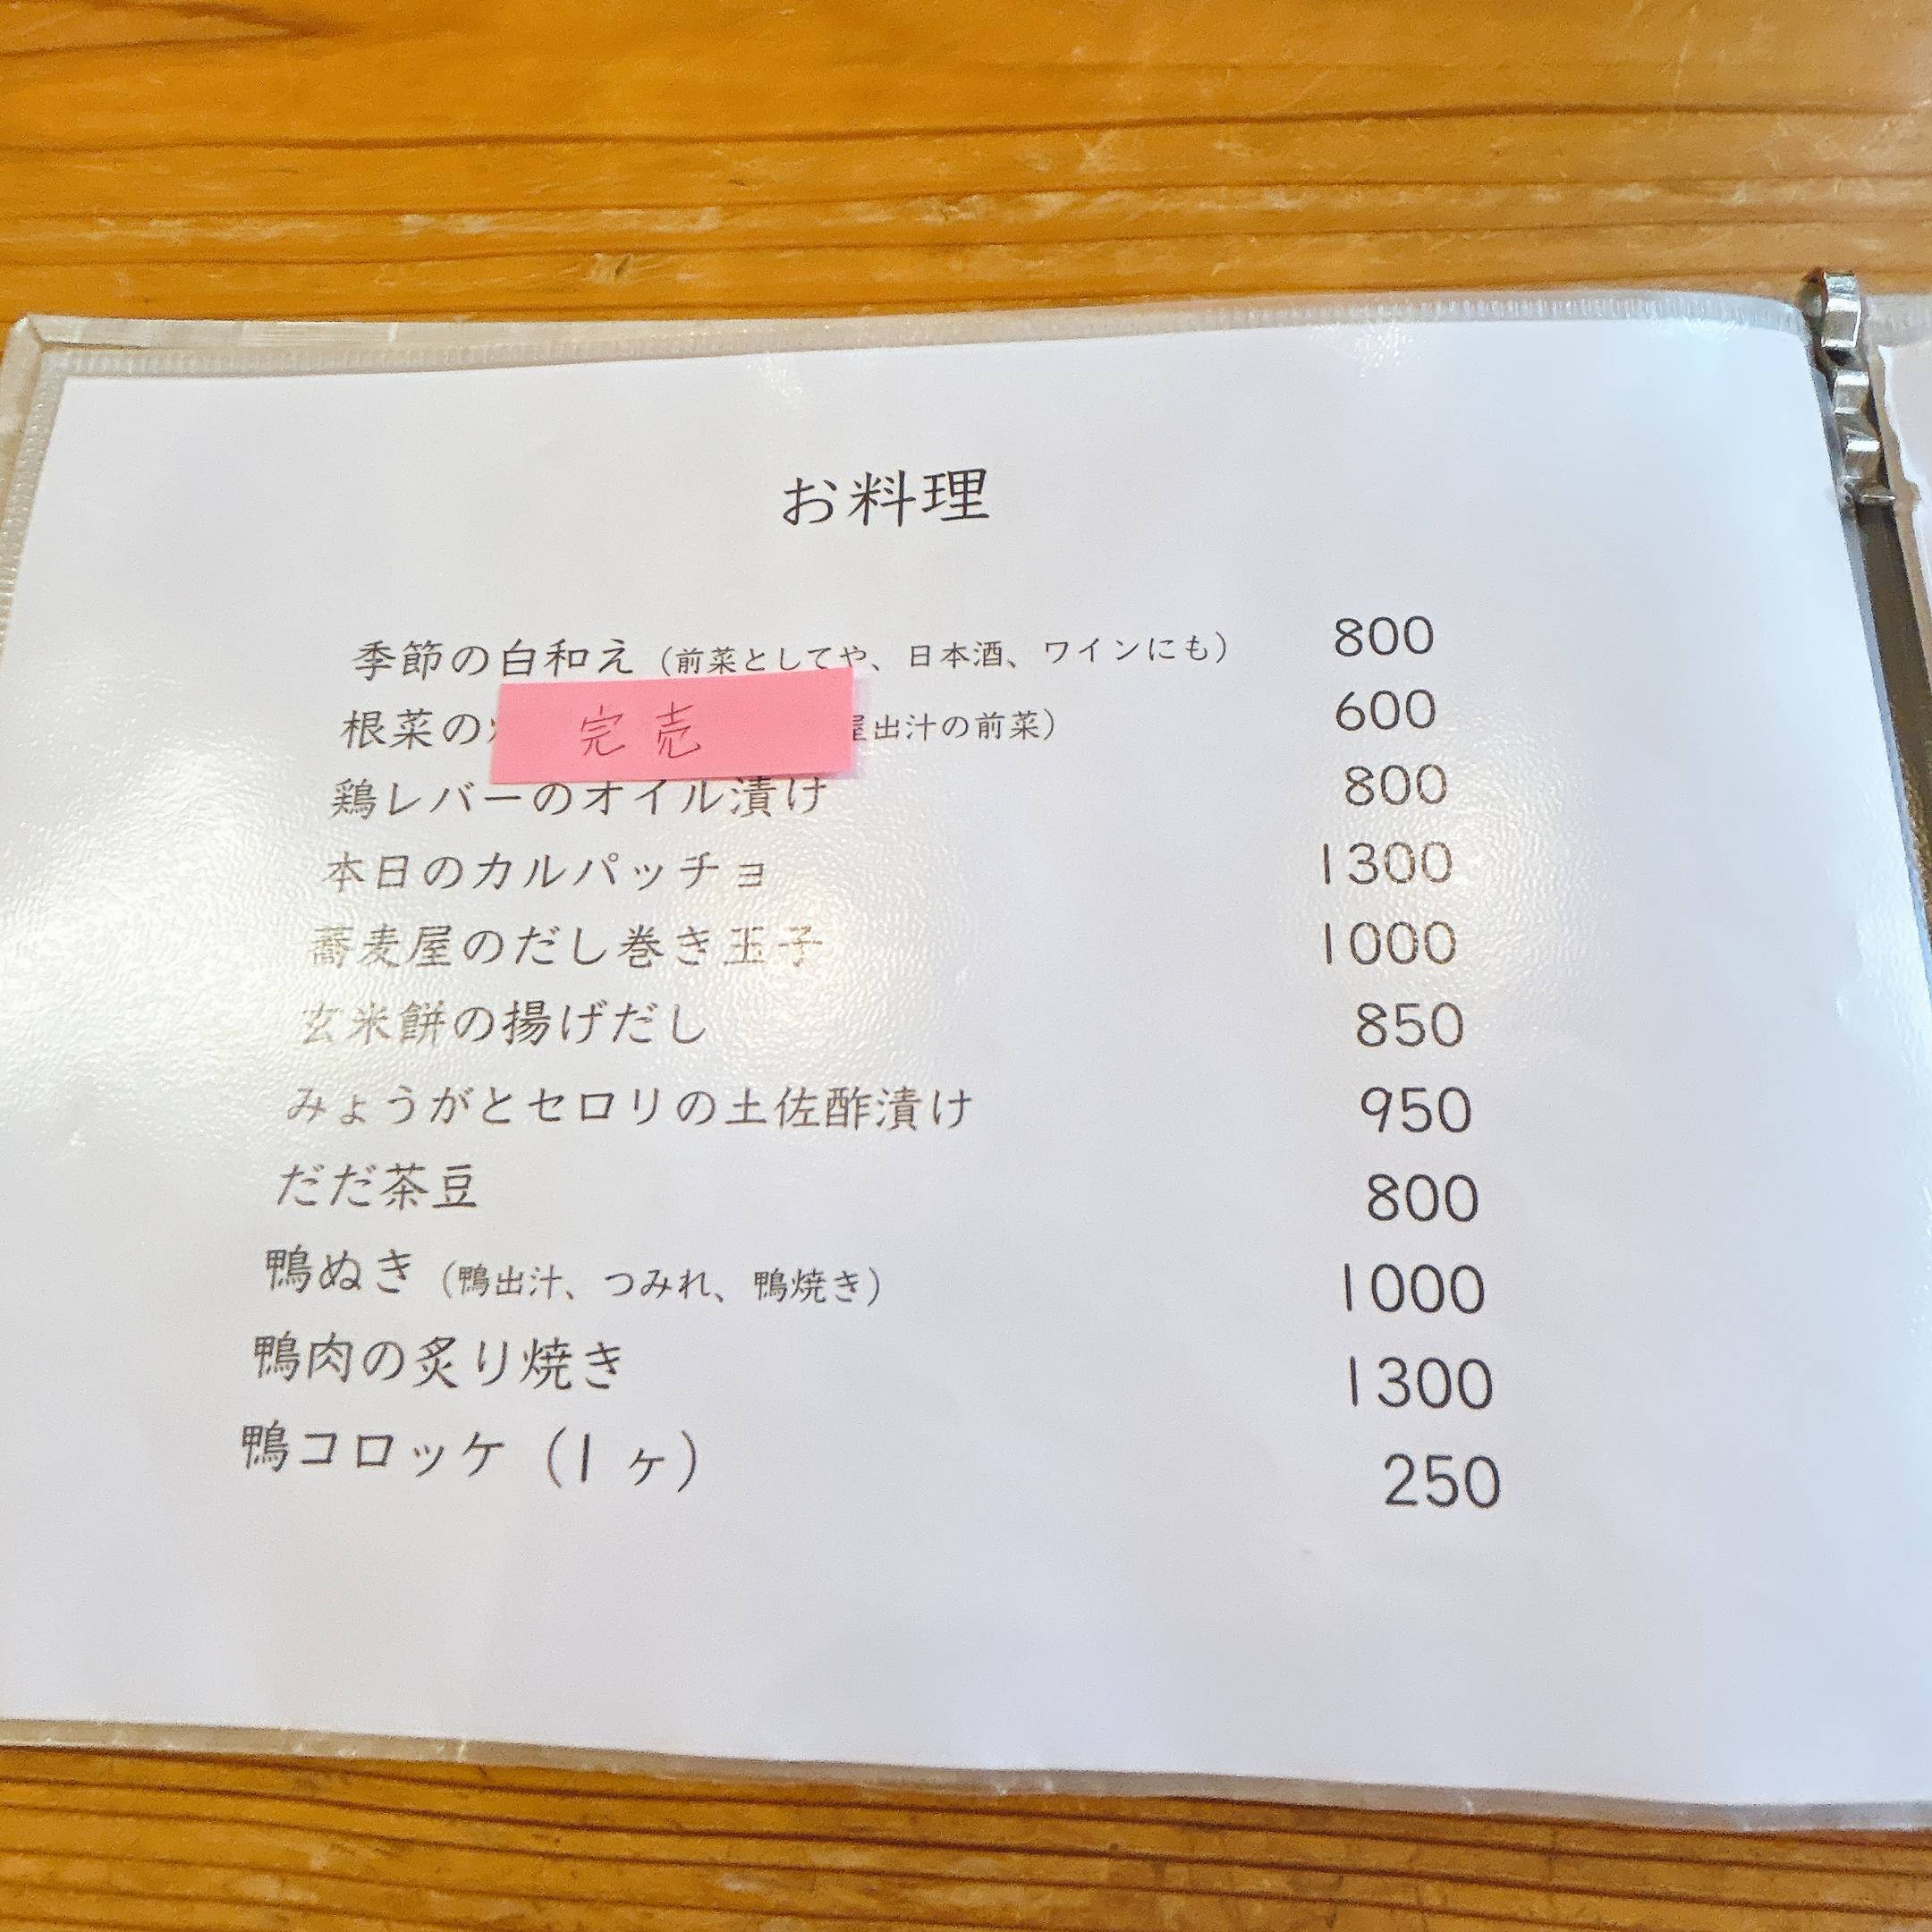 お料理
季節の白和え（前菜としてや、日本酒、ワインにも） 800
根菜の 完売 屋出汁の前菜） 600
鶏レバーのオイル漬け 800
本日のカルパッチョ 1300
蕎麦屋のだし巻き玉子 1000
玄米餅の揚げだし 850
みょうがとセロリの土佐酢漬け 950
だだ茶豆 800
鴨ぬき（鴨出汁、つみれ、鴨焼き） 1000
鴨肉の炙り焼き 1300
鴨コロッケ（1ヶ） 250